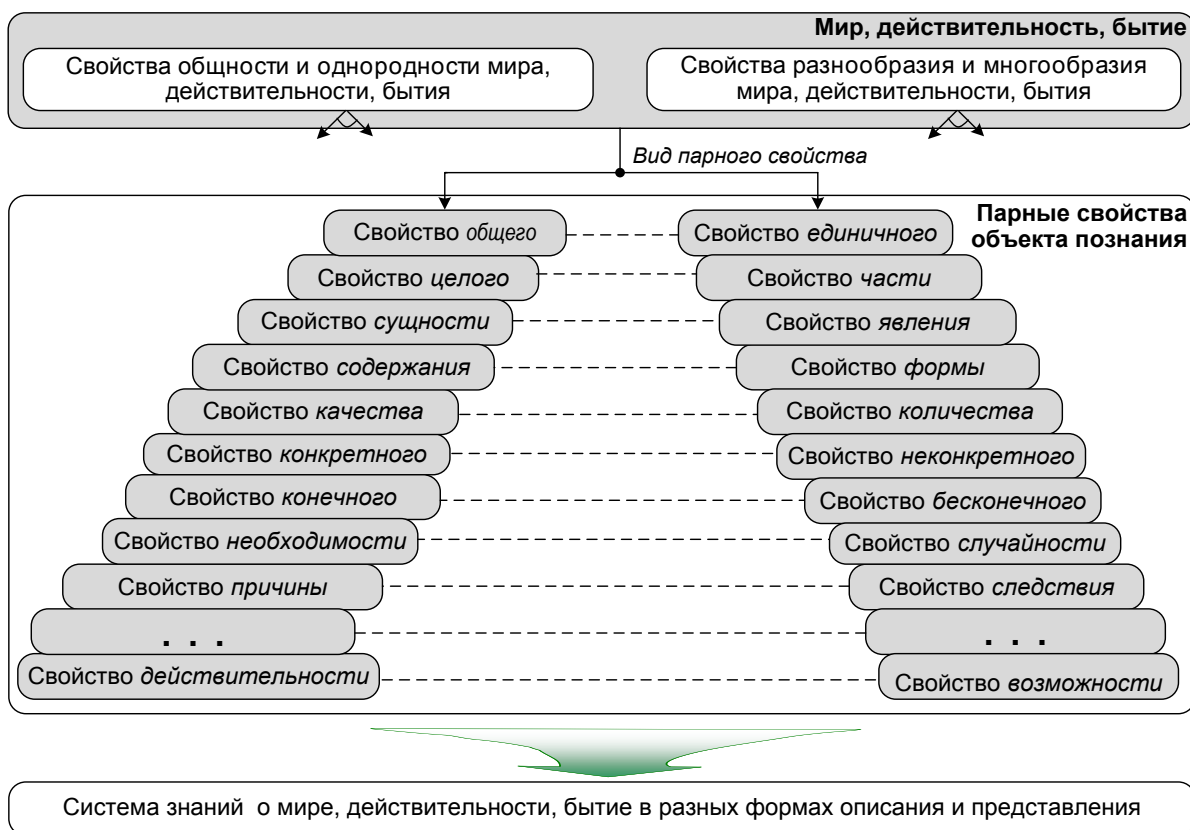 Мир, действительность, бытие
Свойства общности и однородности мира,
действительности, бытия
Свойства разнообразия и многообразия
мира, действительности, бытия
Вид парного свойства
Парные свойства
объекта познания
Свойство общего
Свойство единичного
Свойство целого
Свойство части
Свойство сущности
Свойство явления
Свойство содержания
Свойство формы
Свойство качества
Свойство количества
Свойство конкретного
Свойство неконкретного
Свойство конечного
Свойство бесконечного
Свойство необходимости
Свойство случайности
Свойство причины
Свойство следствия
. . .
. . .
Свойство действительности
Свойство возможности
Система знаний о мире, действительности, бытие в разных формах описания и представления